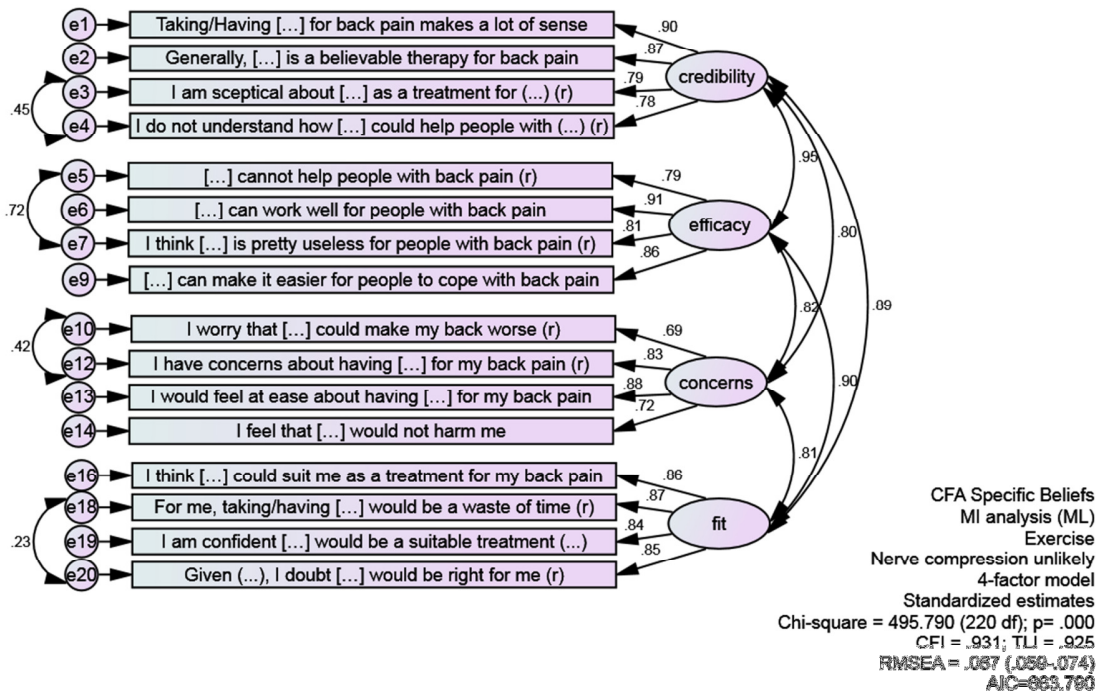 e1 Taking/Having [...] for back pain makes a lot of sense .90
e2 Generally, [...] is a believable therapy for back pain .87
credibility
e3 I am sceptical about [...] as a treatment for (...) (r) .79
.45
e4 I do not understand how [...] could help people with (...) (r) .78
.95
e5 [...] cannot help people with back pain (r) .79
.72
e6 [...] can work well for people with back pain .91
efficacy
.80
e7 I think [...] is pretty useless for people with back pain (r) .81
e9 [...] can make it easier for people to cope with back pain .86
.82
.89
e10 I worry that [...] could make my back worse (r) .69
.42
e12 I have concerns about having [...] for my back pain (r) .83
concerns
.90
e13 I would feel at ease about having [...] for my back pain .88
e14 I feel that [...] would not harm me .72
.81
e16 I think [...] could suit me as a treatment for my back pain .86
e18 For me, taking/having [...] would be a waste of time (r) .87
fit
.23
e19 I am confident [...] would be a suitable treatment (...) .84
e20 Given (...), I doubt [...] would be right for me (r) .85
CFA Specific Beliefs
MI analysis (ML)
Exercise
Nerve compression unlikely
4-factor model
Standardized estimates
Chi-square = 495.790 (220 df); p= .000
CFI = .931; TLI = .925
RMSEA = (